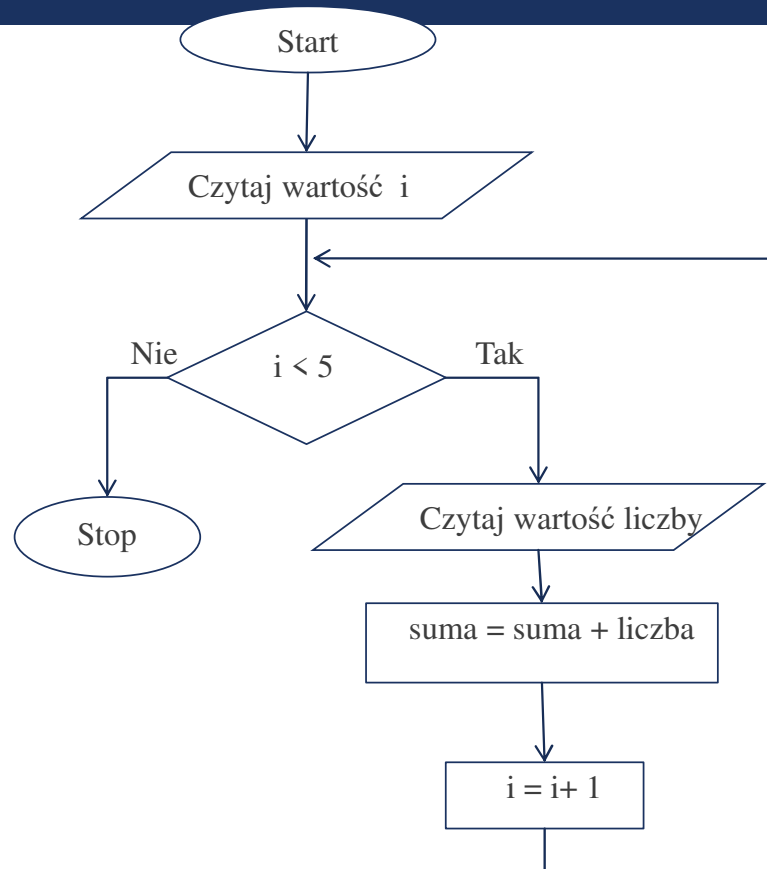 Start
Czytaj wartość i
Nie
i < 5
Tak
Stop
Czytaj wartość liczby
suma = suma + liczba
i = i+ 1